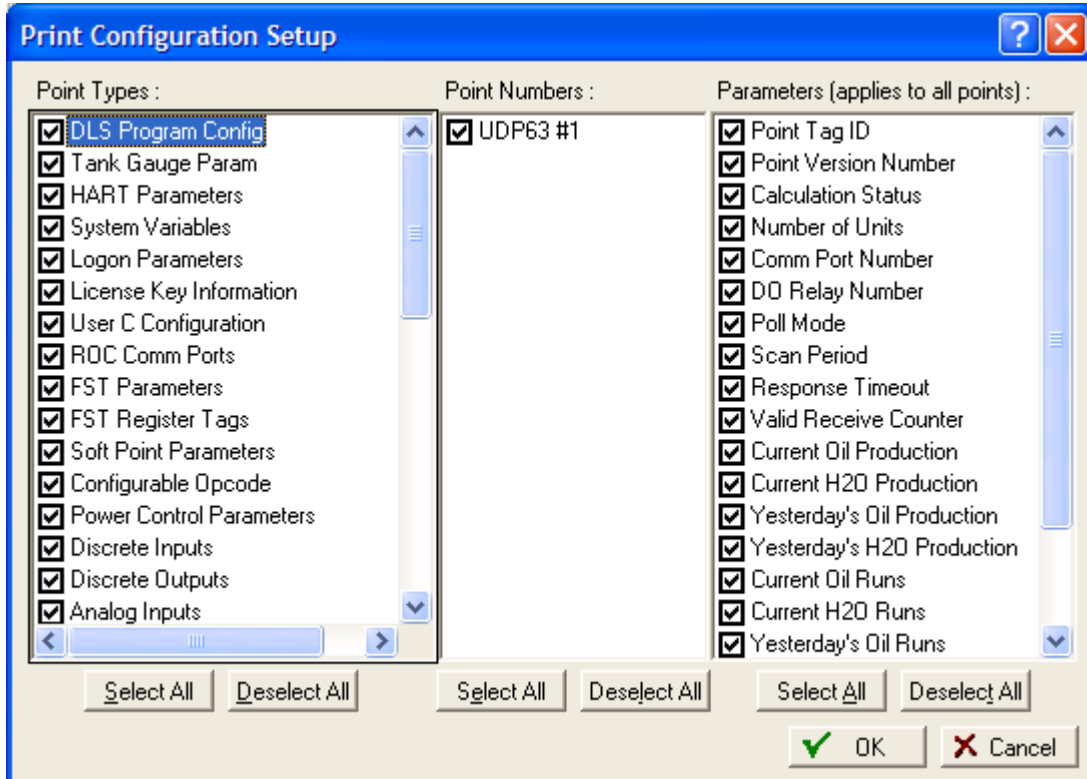 Print Configuration Setup
Point Types :
DLS Program Config
Tank Gauge Param
HART Parameters
System Variables
Logon Parameters
License Key Information
User C Configuration
ROC Comm Ports
FST Parameters
FST Register Tags
Soft Point Parameters
Configurable Opcode
Power Control Parameters
Discrete Inputs
Discrete Outputs
Analog Inputs
Select All
Deselect All
Point Numbers :
UDP63 #1
Select All
Deselect All
Parameters (applies to all points) :
Point Tag ID
Point Version Number
Calculation Status
Number of Units
Comm Port Number
DO Relay Number
Poll Mode
Scan Period
Response Timeout
Valid Receive Counter
Current Oil Production
Current H2O Production
Yesterday's Oil Production
Yesterday's H2O Production
Current Oil Runs
Current H2O Runs
Yesterday's Oil Runs
Select All
Deselect All
OK
Cancel